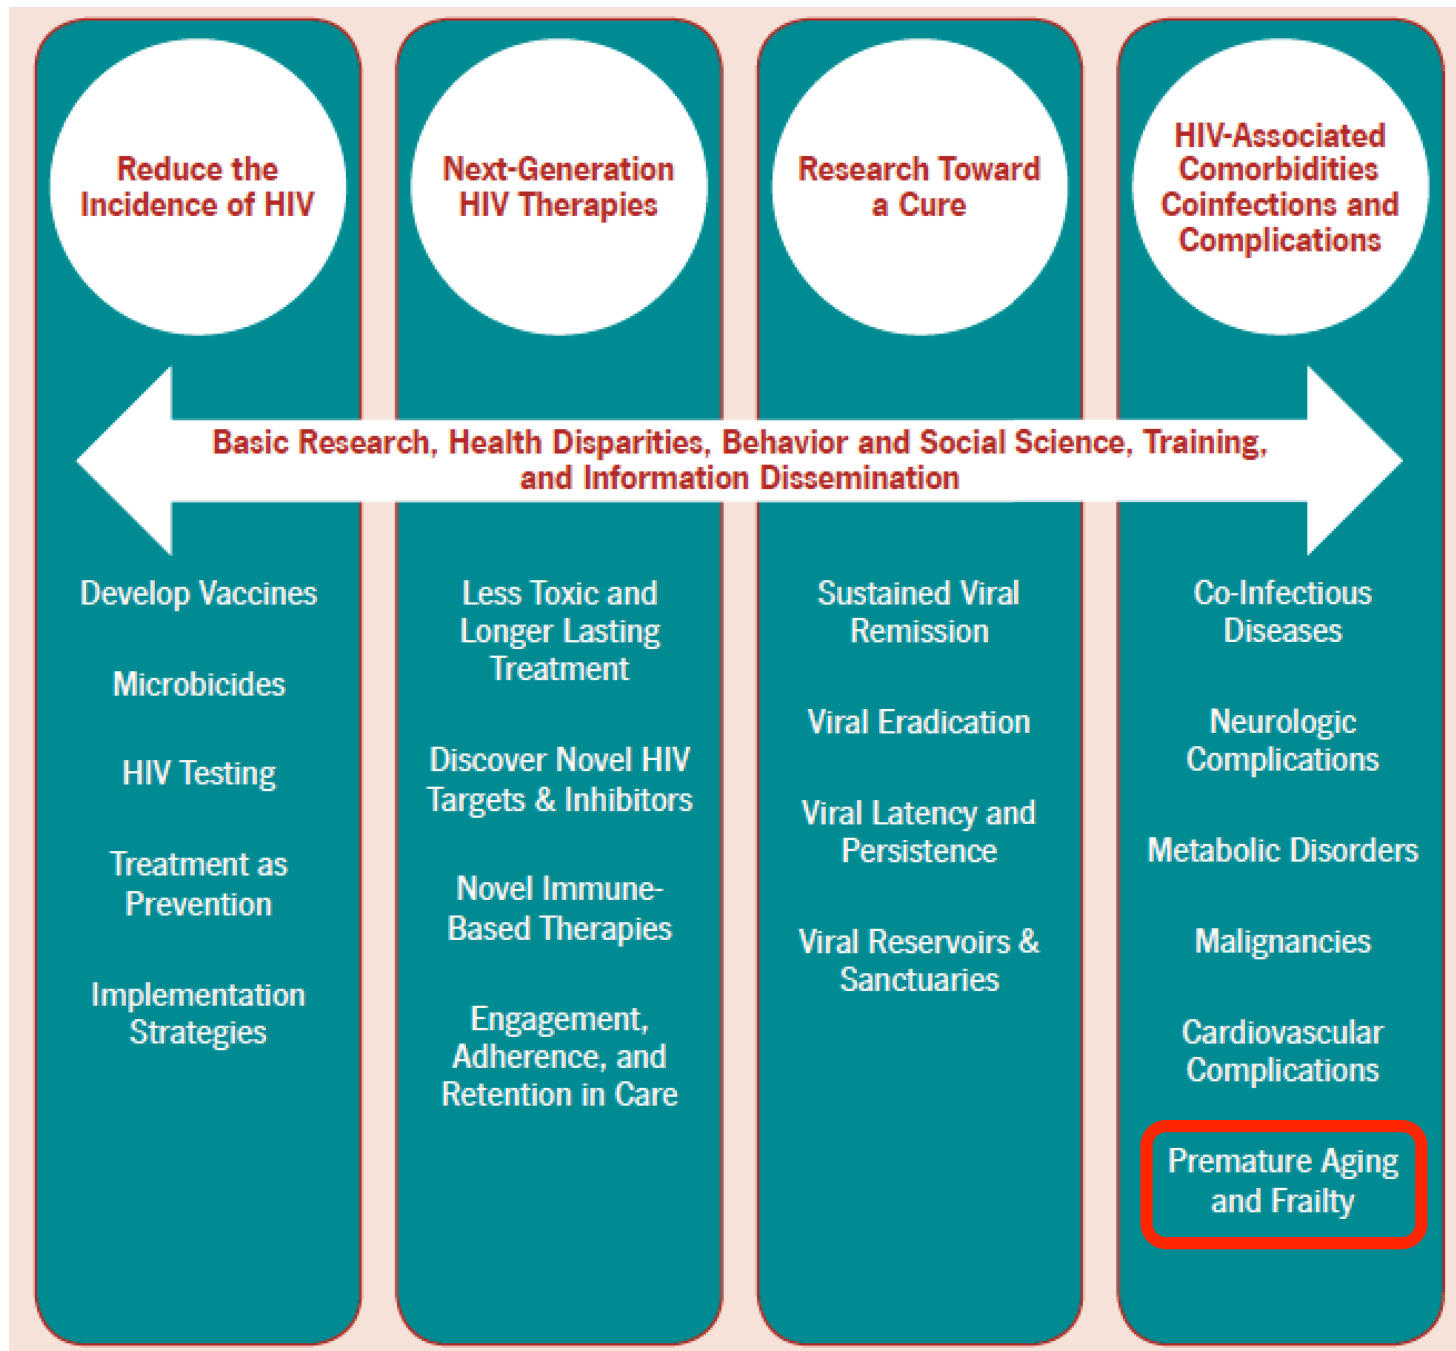 Reduce the
Incidence of HIV
Next-Generation
HIV Therapies
Research Toward
a Cure
HIV-Associated
Comorbidities
Coinfections and
Complications
Basic Research, Health Disparities, Behavior and Social Science, Training,
and Information Dissemination
Develop Vaccines
Microbicides
HIV Testing
Treatment as
Prevention
Implementation
Strategies
Less Toxic and
Longer Lasting
Treatment
Discover Novel HIV
Targets & Inhibitors
Novel Immune-
Based Therapies
Engagement,
Adherence, and
Retention in Care
Sustained Viral
Remission
Viral Eradication
Viral Latency and
Persistence
Viral Reservoirs &
Sanctuaries
Co-Infectious
Diseases
Neurologic
Complications
Metabolic Disorders
Malignancies
Cardiovascular
Complications
Premature Aging
and Frailty